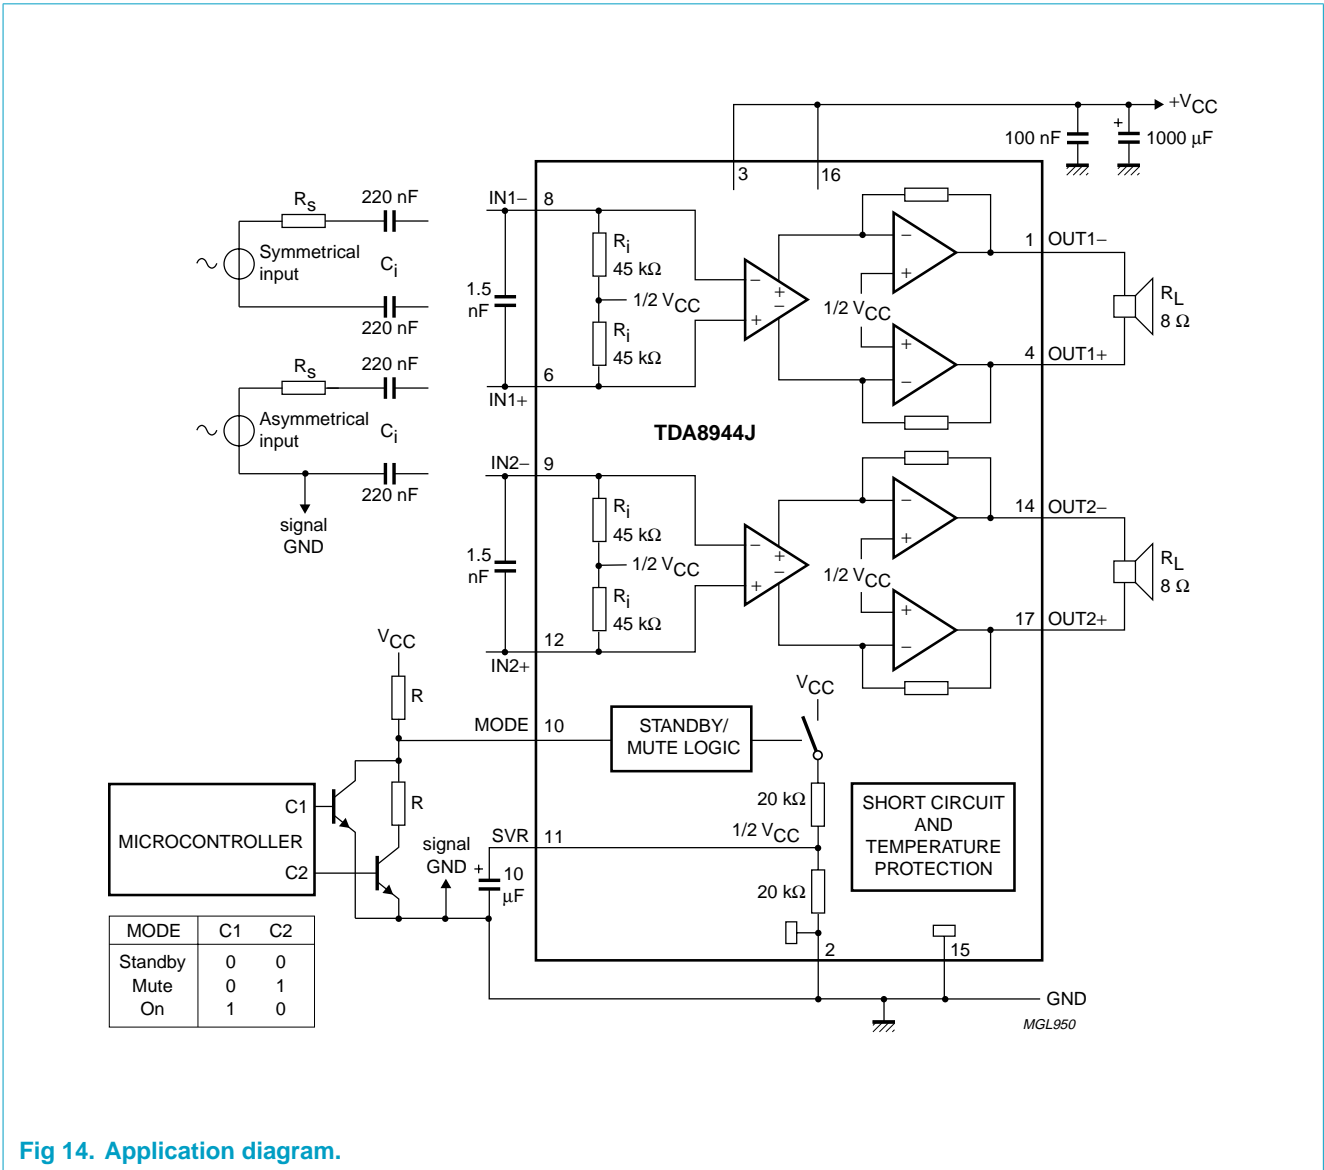 +VCC
100 nF
+
1000 µF
3
16
220 nF
RS
IN1−
8
Symmetrical
input
Ci
220 nF
1.5
nF
Ri
45 kΩ
1/2 VCC
Ri
45 kΩ
−
+
+
−
−
+
1/2 VCC
+
−
1
OUT1−
RL
8 Ω
4
OUT1+
220 nF
RS
6
IN1+
Asymmetrical
input
Ci
220 nF
signal
GND
TDA8944J
IN2−
9
1.5
nF
Ri
45 kΩ
1/2 VCC
Ri
45 kΩ
−
+
+
−
−
+
1/2 VCC
+
−
14
OUT2−
RL
8 Ω
17
OUT2+
12
IN2+
VCC
R
MODE
10
STANDBY/
MUTE LOGIC
VCC
R
C1
MICROCONTROLLER
C2
signal
GND
SVR
11
+
10
µF
20 kΩ
1/2 VCC
20 kΩ
SHORT CIRCUIT
AND
TEMPERATURE
PROTECTION
2
15
GND
MODE C1 C2
Standby 0 0
Mute 0 1
On 1 0
MGL950
Fig 14. Application diagram.